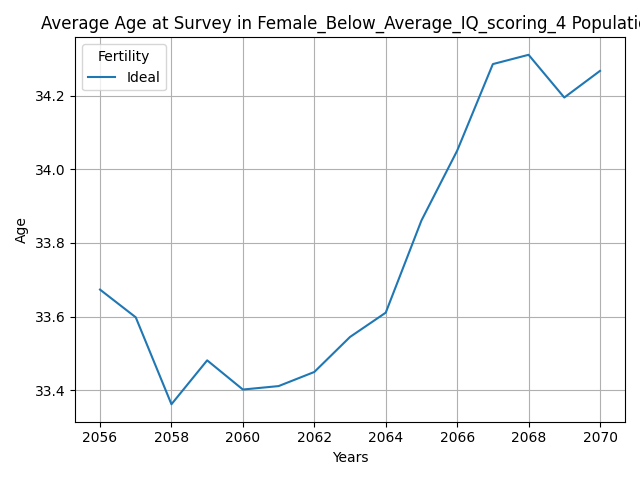 Average Age at Survey in Female_Below_Average_IQ_scoring_4 Populatio
Fertility
Ideal
34.2
34.0
33.8
33.6
33.4
Age
2056 2058 2060 2062 2064 2066 2068 2070
Years